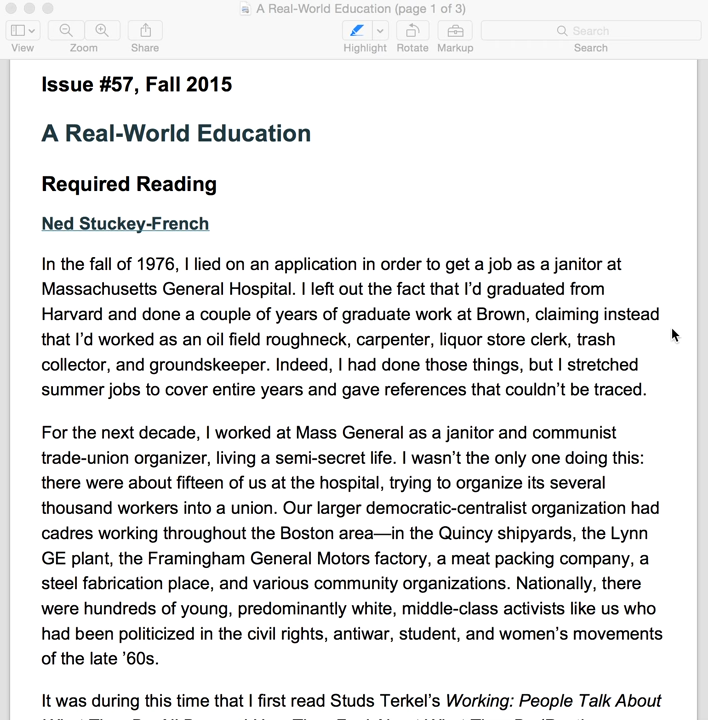 A Real-World Education (page 1 of 3)
View
Zoom
Share
Highlight
Rotate
Markup
Search
Search
Issue #57, Fall 2015
A Real-World Education
Required Reading
Ned Stuckey-French
In the fall of 1976, I lied on an application in order to get a job as a janitor at
Massachusetts General Hospital. I left out the fact that I’d graduated from
Harvard and done a couple of years of graduate work at Brown, claiming instead
that I’d worked as an oil field roughneck, carpenter, liquor store clerk, trash
collector, and groundskeeper. Indeed, I had done those things, but I stretched
summer jobs to cover entire years and gave references that couldn’t be traced.
For the next decade, I worked at Mass General as a janitor and communist
trade-union organizer, living a semi-secret life. I wasn’t the only one doing this:
there were about fifteen of us at the hospital, trying to organize its several
thousand workers into a union. Our larger democratic-centralist organization had
cadres working throughout the Boston area—in the Quincy shipyards, the Lynn
GE plant, the Framingham General Motors factory, a meat packing company, a
steel fabrication place, and various community organizations. Nationally, there
were hundreds of young, predominantly white, middle-class activists like us who
had been politicized in the civil rights, antiwar, student, and women’s movements
of the late ’60s.
It was during this time that I first read Studs Terkel’s Working: People Talk About